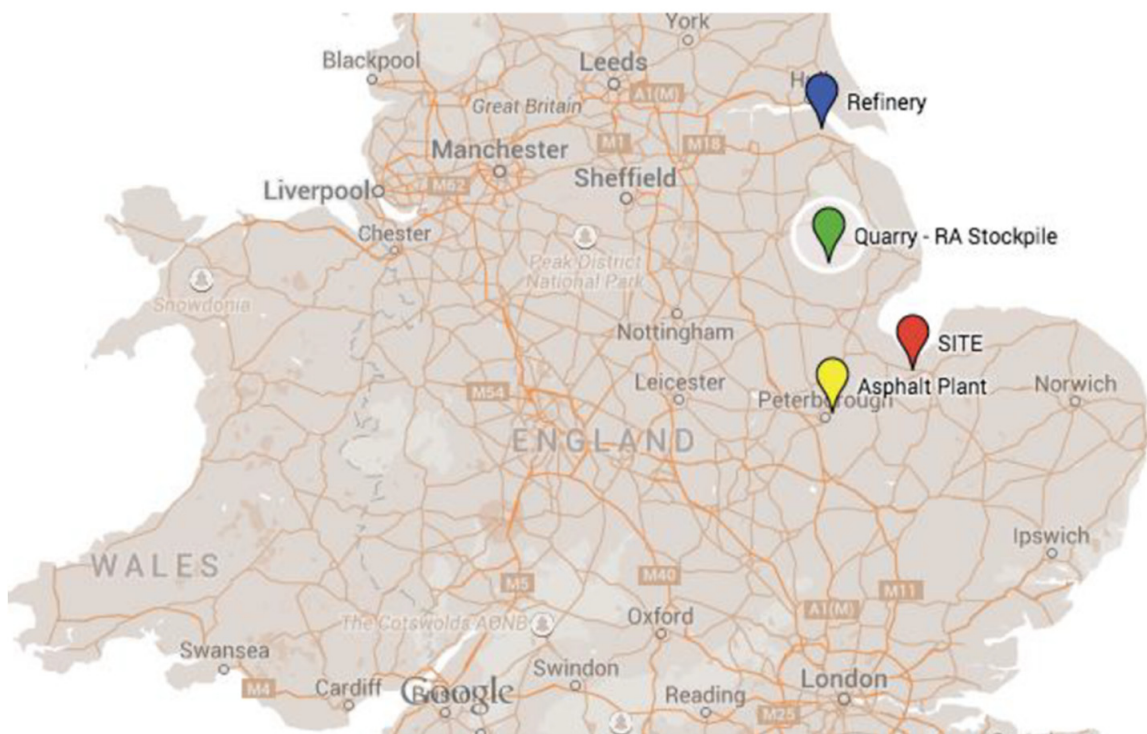 York
Blackpool
Leeds
Refinery
Great Britain
A1(M)
M1
M18
Manchester
Sheffield
M62
Liverpool
Chester
Quarry - RA Stockpile
Peak District
National Park
Snowdonia
Nottingham
SITE
Leicester
Asphalt Plant
Norwich
Peterborough
M54
ENGLAND
Ipswich
WALES
M5
M40
A1(M)
M11
The Cotswolds AONB
Oxford
Swansea
Swindon
London
M4
Cardiff
Google
Reading
M25